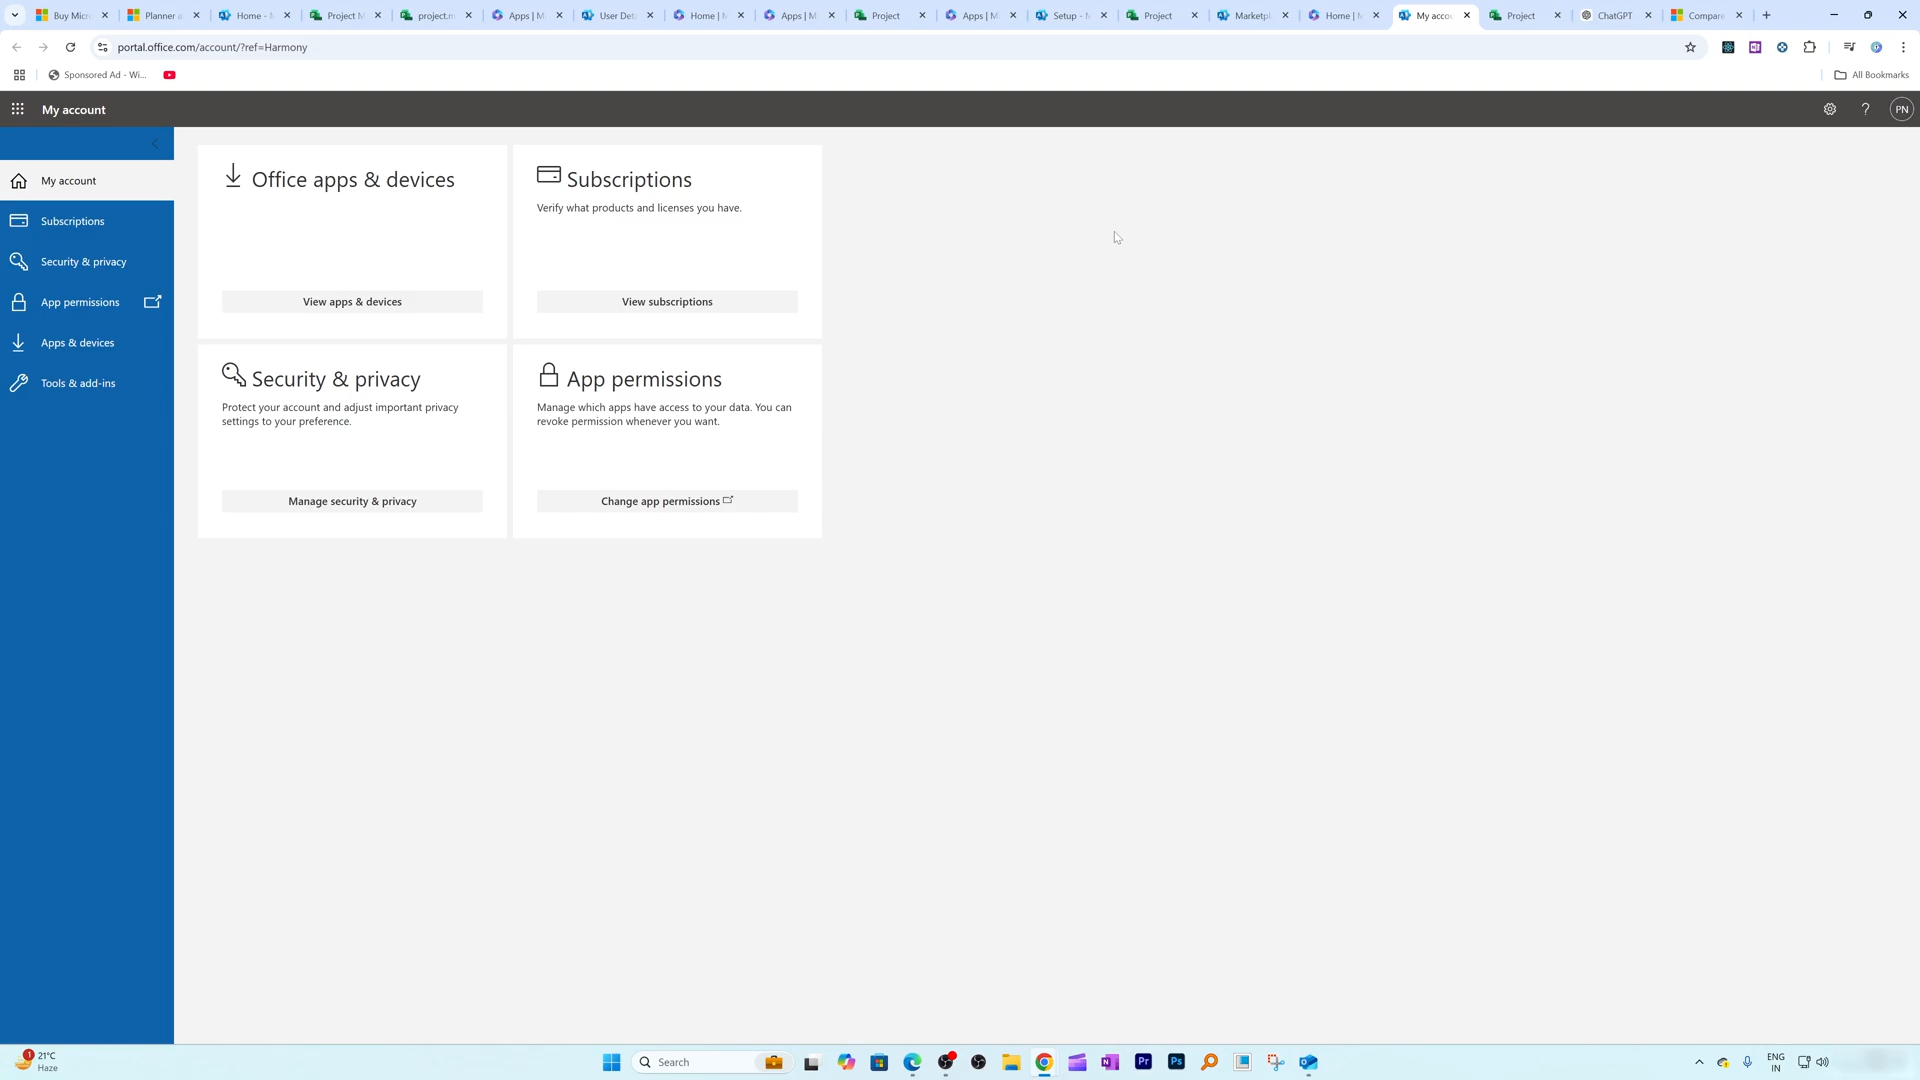 Buy Micr
Planner a
Home -
Project M
project.m
Apps | M
User Det
Home |
Apps | M
Project
Apps | M
Setup -
Project
Marketpl
Home |
My accou
Project
ChatGPT
Compare
portal.office.com/account/?ref=Harmony
Sponsored Ad - Wi...
All Bookmarks
My account
?
PN
My account
Subscriptions
Security & privacy
App permissions
Apps & devices
Tools & add-ins
Office apps & devices
View apps & devices
Subscriptions
Verify what products and licenses you have.
View subscriptions
Security & privacy
Protect your account and adjust important privacy
settings to your preference.
Manage security & privacy
App permissions
Manage which apps have access to your data. You can
revoke permission whenever you want.
Change app permissions
1
21°C
Haze
Search
Pr
Ps
ENG
IN